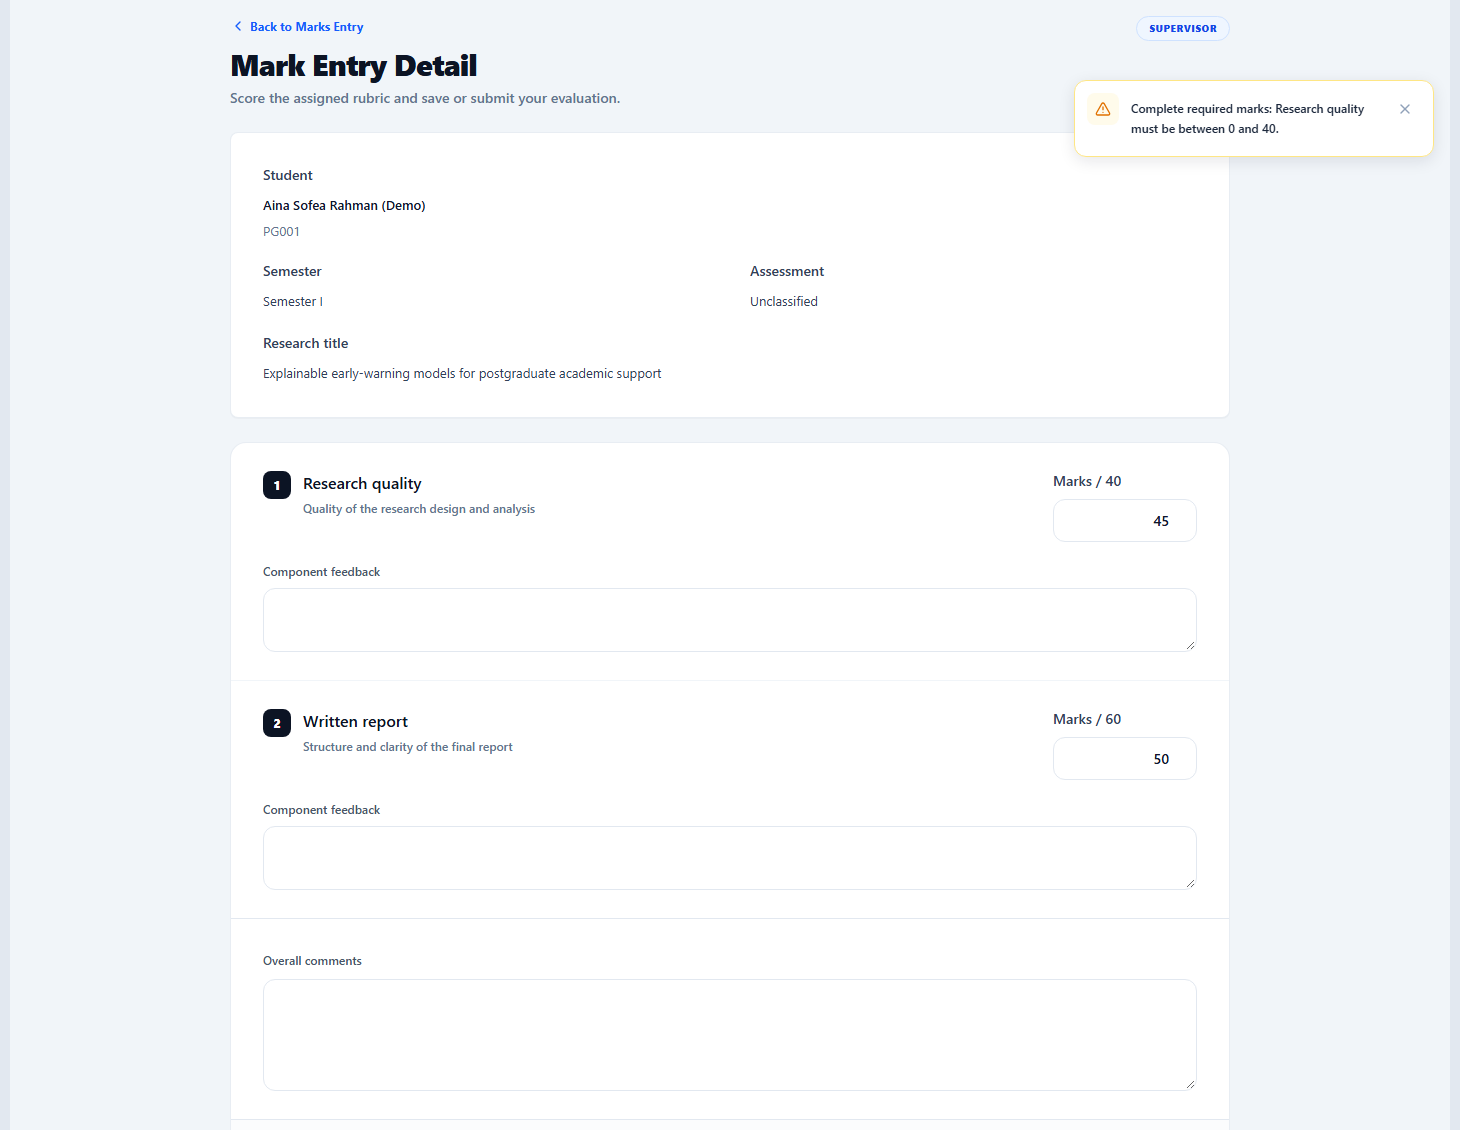 Back to Marks Entry
SUPERVISOR
Mark Entry Detail
Score the assigned rubric and save or submit your evaluation.
Complete required marks: Research quality
must be between 0 and 40.
Student
Aina Sofea Rahman (Demo)
PG001
Semester
Assessment
Semester I
Unclassified
Research title
Explainable early-warning models for postgraduate academic support
1
Research quality
Marks / 40
Quality of the research design and analysis
45
Component feedback
2
Written report
Marks / 60
Structure and clarity of the final report
50
Component feedback
Overall comments